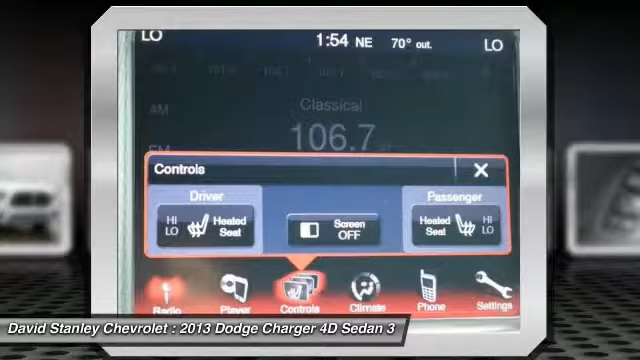 LO 1:54 NE 70° out. LO
Classical
AM
106.7
FM
Controls X
Driver Passenger
HI LO Heated Seat
Screen OFF
Heated Seat HI LO
Radio Player Controls Climate Phone Settings
David Stanley Chevrolet : 2013 Dodge Charger 4D Sedan 3